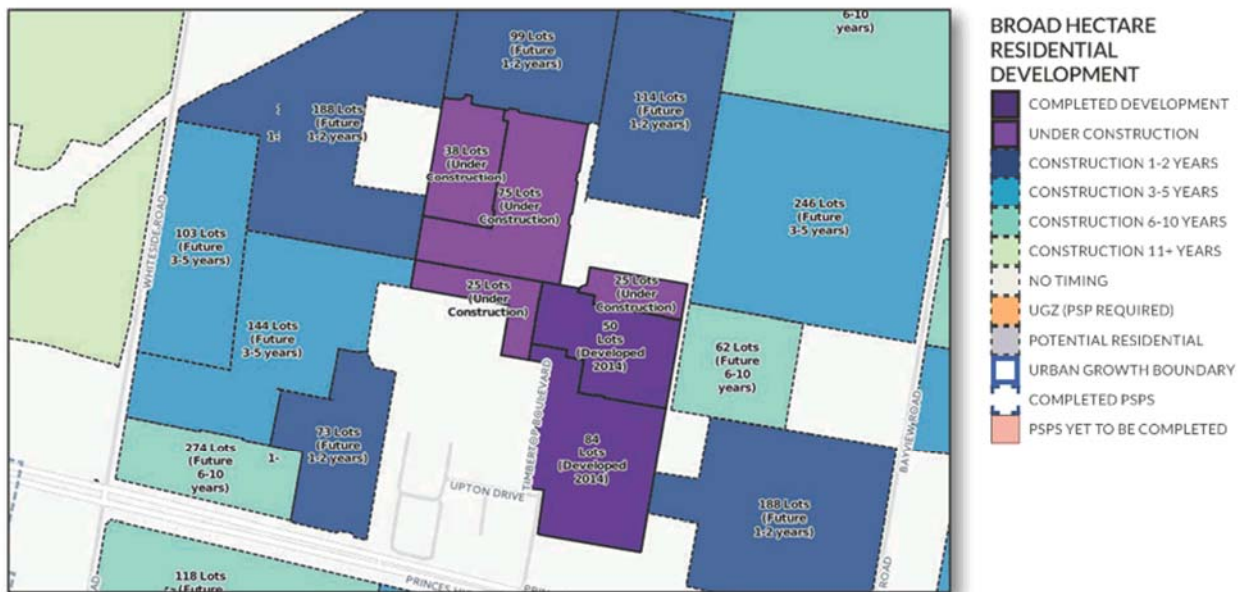 6-10
years)
99 Lots
(Future
1-2 years)
188 Lots
(Future
1-2 years)
1-
114 Lots
(Future
1-2 years)
38 Lots
(Under
Construction)
75 Lots
(Under
Construction)
246 Lots
(Future
3-5 years)
103 Lots
(Future
3-5 years)
WHITESIDE ROAD
25 Lots
(Under
Construction)
25 Lots
(Under
Construction)
144 Lots
(Future
3-5 years)
50
Lots
(Developed
2014)
62 Lots
(Future
6-10
years)
TIMBERTOP BOULEVARD
BAYVIEW ROAD
73 Lots
(Future
1-2 years)
84
Lots
(Developed
2014)
274 Lots
(Future
6-10
years)
1-
UPTON DRIVE
188 Lots
(Future
1-2 years)
118 Lots
(Future
PRINCES
ROAD
BROAD HECTARE
RESIDENTIAL
DEVELOPMENT
COMPLETED DEVELOPMENT
UNDER CONSTRUCTION
CONSTRUCTION 1-2 YEARS
CONSTRUCTION 3-5 YEARS
CONSTRUCTION 6-10 YEARS
CONSTRUCTION 11+ YEARS
NO TIMING
UGZ (PSP REQUIRED)
POTENTIAL RESIDENTIAL
URBAN GROWTH BOUNDARY
COMPLETED PSPS
PSPS YET TO BE COMPLETED